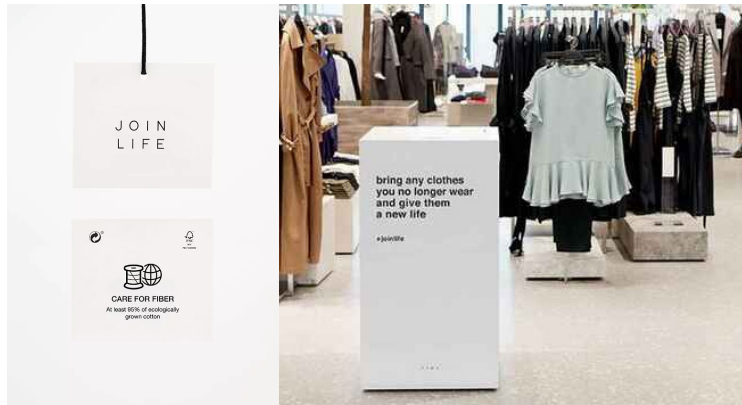 JOIN
LIFE
CARE FOR FIBER
At least 95% of ecologically
grown cotton
bring any clothes
you no longer wear
and give them
a new life
#joinlife